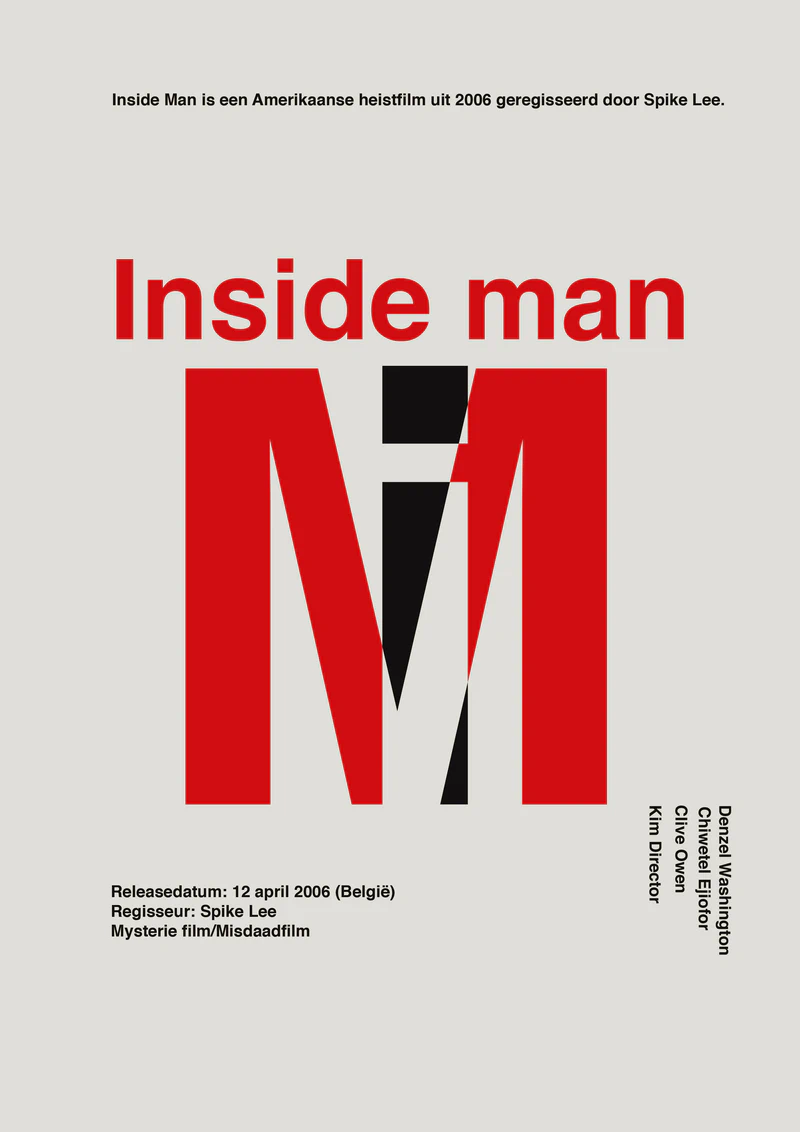 Inside Man is een Amerikaanse heistfilm uit 2006 geregisseerd door Spike Lee.
Inside man
Mi
Denzel Washington
Chiwetel Ejiofor
Clive Owen
Kim Director
Releasedatum: 12 april 2006 (België)
Regisseur: Spike Lee
Mysterie film/Misdaadfilm